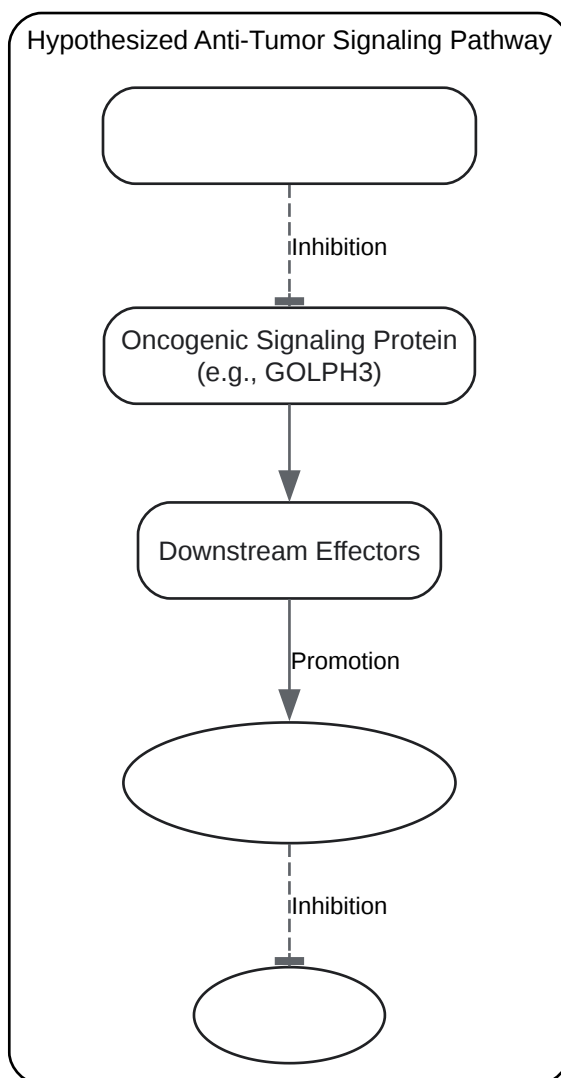 Hypothesized Anti-Tumor Signaling Pathway
Inhibition
Oncogenic Signaling Protein
(e.g., GOLPH3)
Downstream Effectors
Promotion
Inhibition